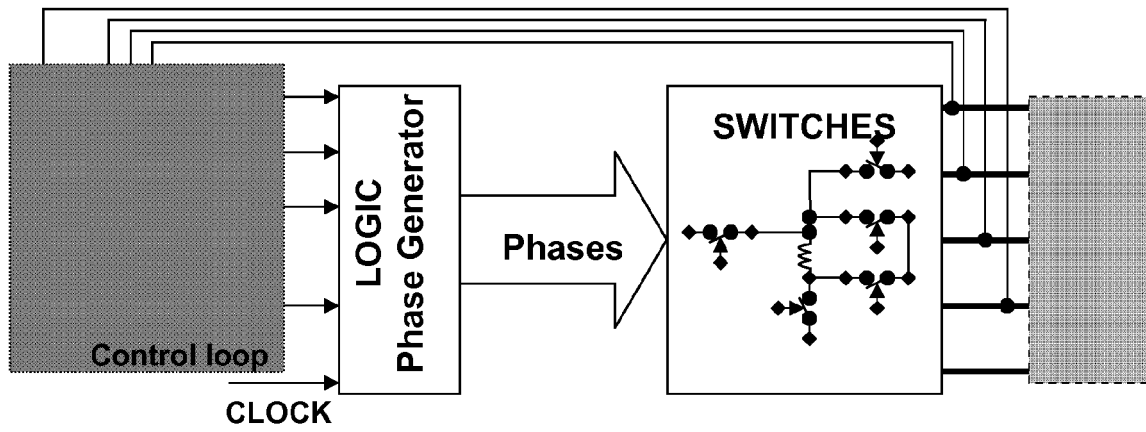 SWITCHES
LOGIC
Phase Generator
Phases
Control loop
CLOCK